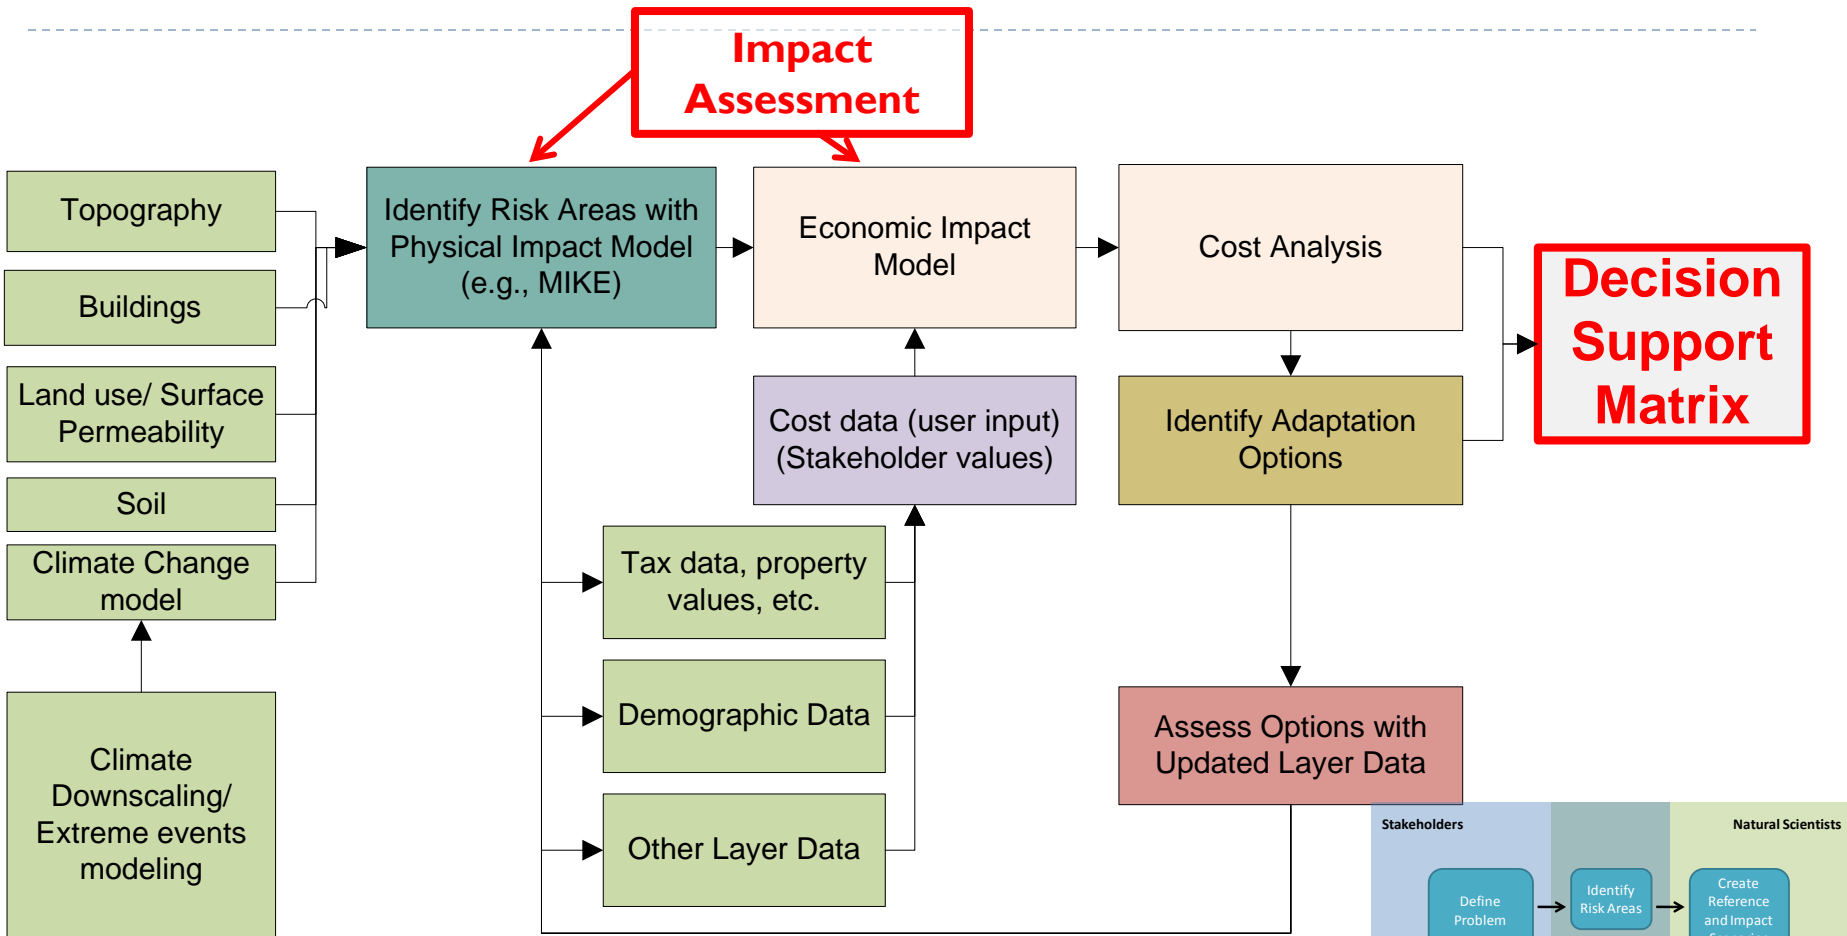 Impact
Assessment
Topography
Buildings
Land use/ Surface
Permeability
Soil
Climate Change
model
Climate
Downscaling/
Extreme events
modeling
Identify Risk Areas with
Physical Impact Model
(e.g., MIKE)
Economic Impact
Model
Cost Analysis
Decision
Support
Matrix
Cost data (user input)
(Stakeholder values)
Identify Adaptation
Options
Tax data, property
values, etc.
Demographic Data
Other Layer Data
Assess Options with
Updated Layer Data
Stakeholders
Natural Scientists
Define
Problem
Identify
Risk Areas
Create
Reference
and Impact